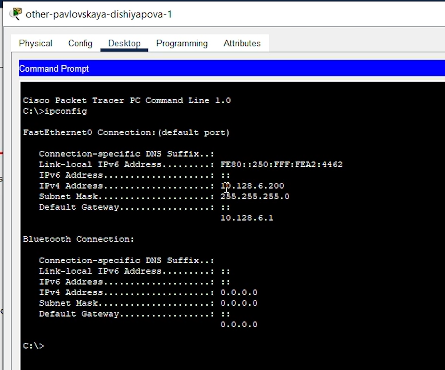 other-pavlovskaya-dishiyapova-1
Physical Config Desktop Programming Attributes
Command Prompt
Cisco Packet Tracer PC Command Line 1.0
C:\>ipconfig
FastEthernet0 Connection:(default port)
Connection-specific DNS Suffix..:
Link-local IPv6 Address.........: FE80::250:FFF:FEA2:4462
IPv6 Address....................: ::
IPv4 Address....................: 10.128.6.200
Subnet Mask.....................: 255.255.255.0
Default Gateway.................: ::
10.128.6.1
Bluetooth Connection:
Connection-specific DNS Suffix..:
Link-local IPv6 Address.........: ::
IPv6 Address....................: ::
IPv4 Address....................: 0.0.0.0
Subnet Mask.....................: 0.0.0.0
Default Gateway.................: ::
0.0.0.0
C:\>